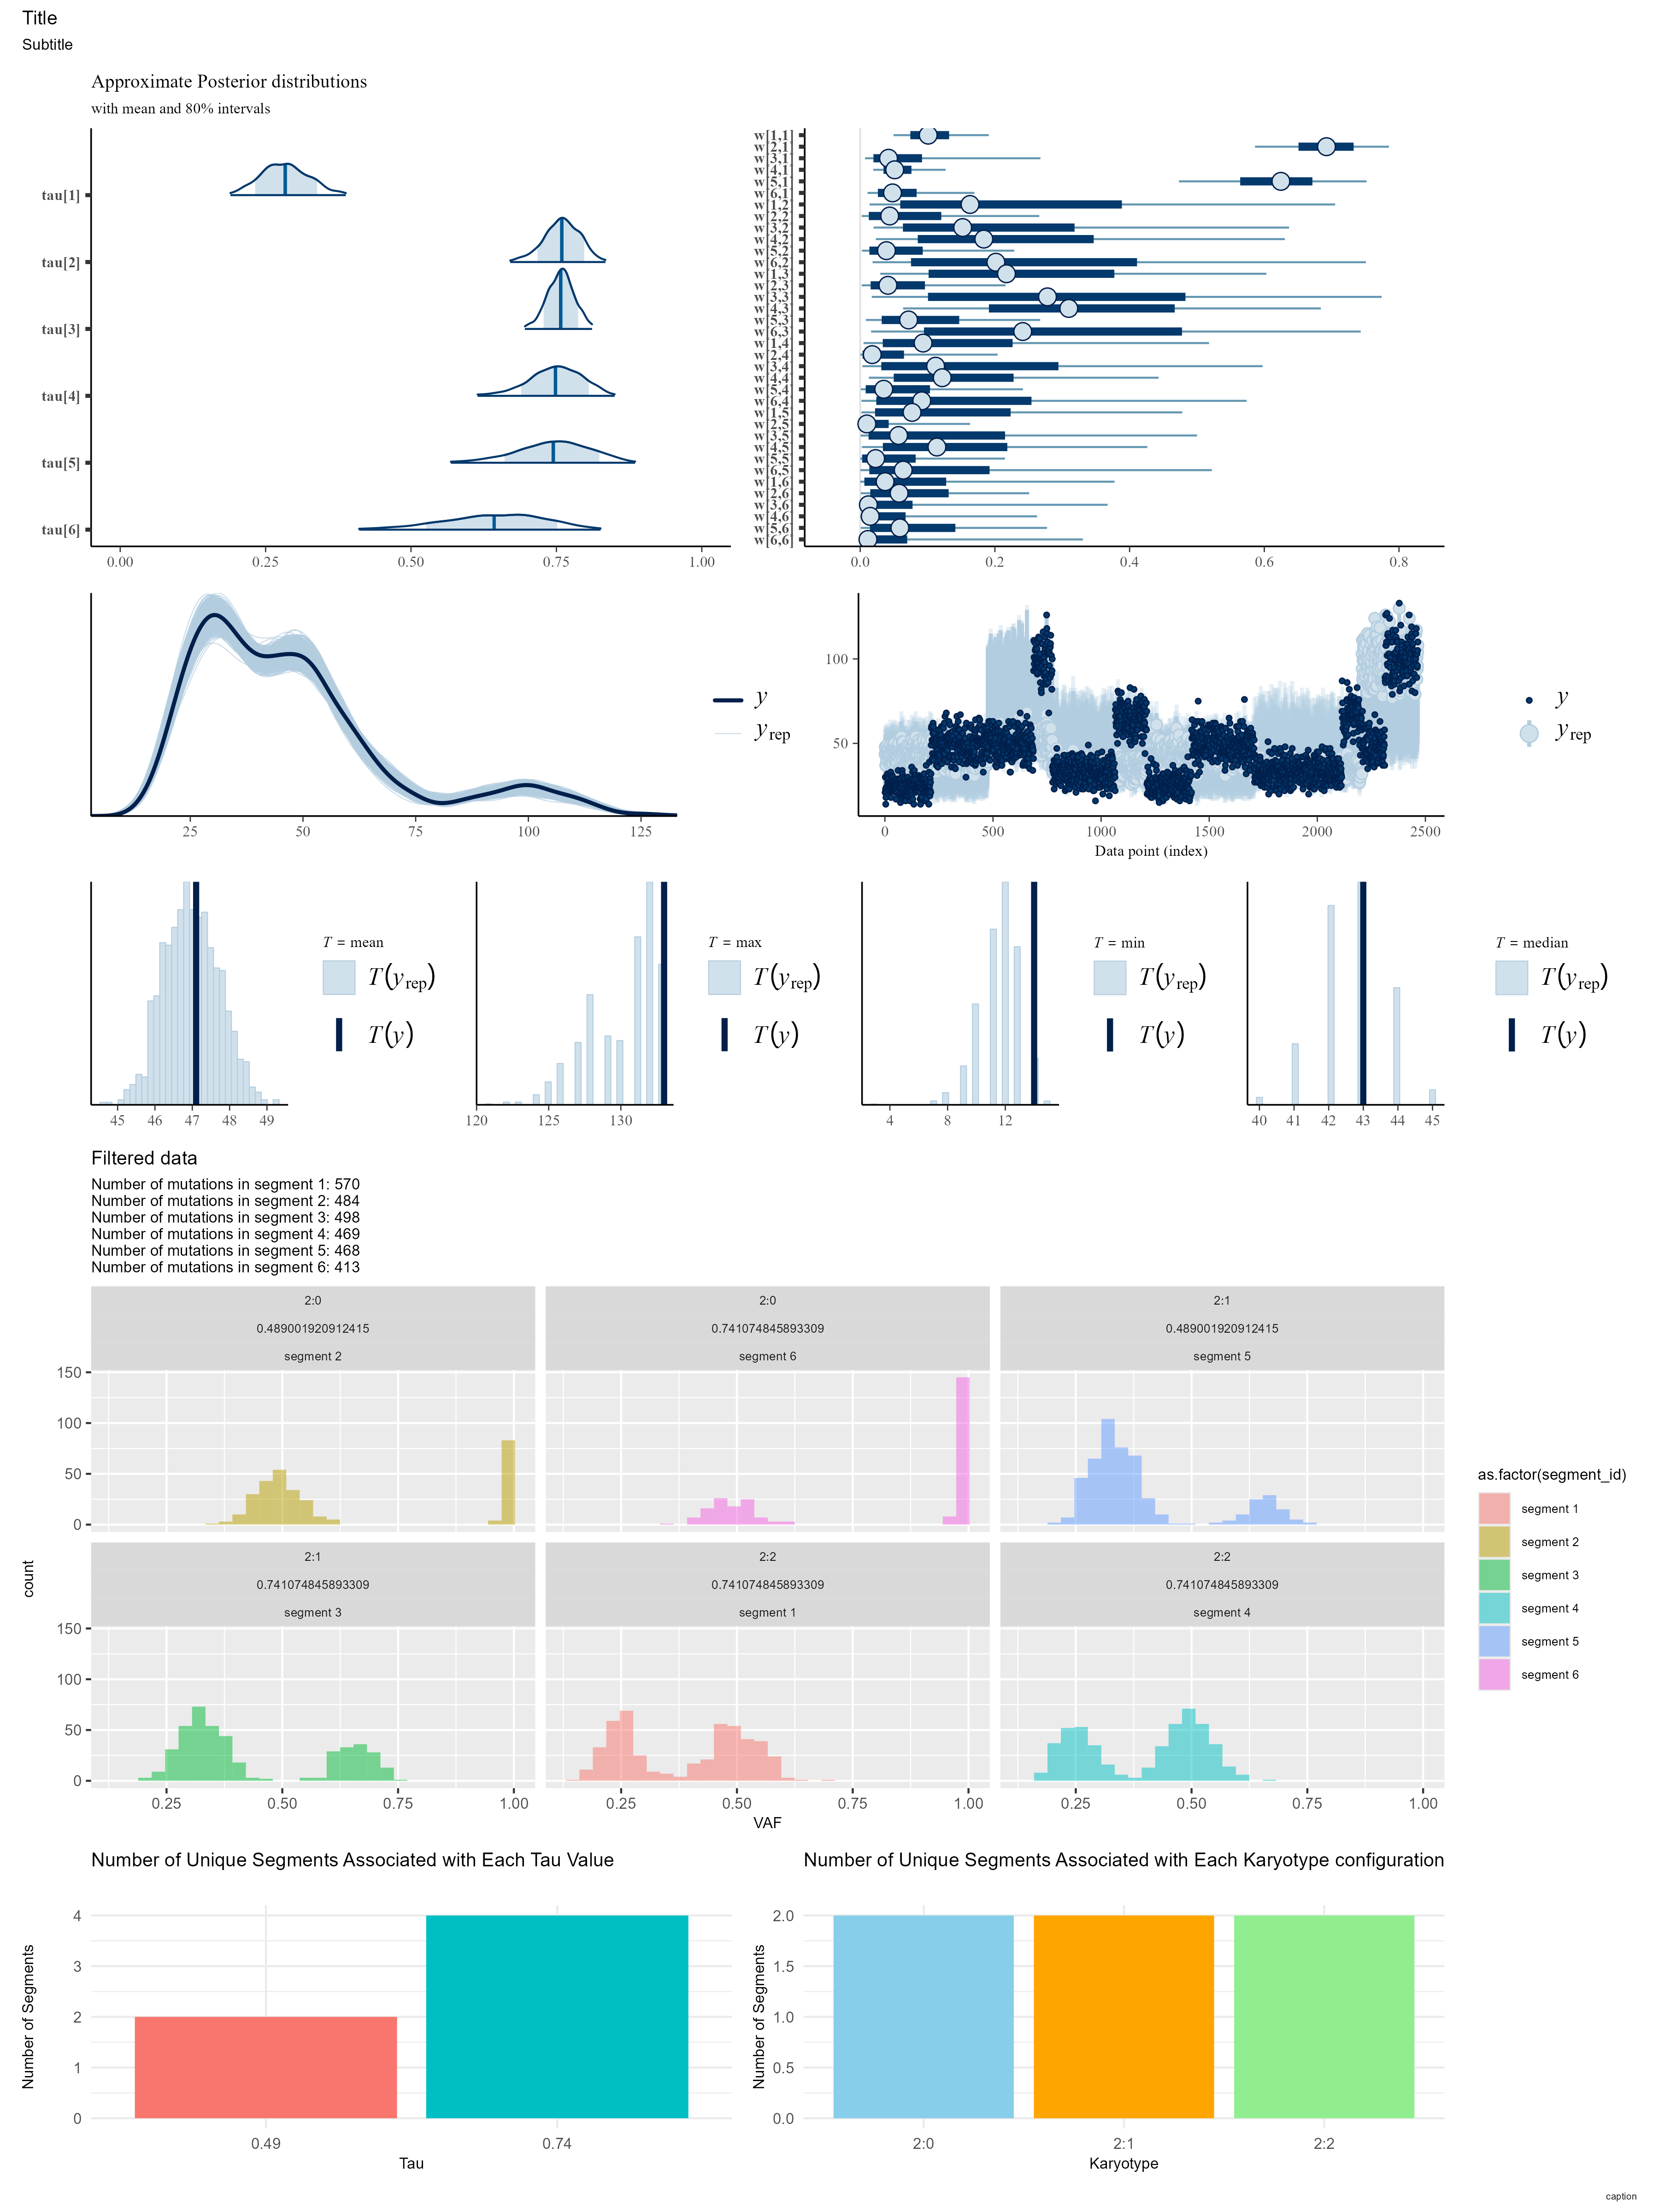 Title
Subtitle
Approximate Posterior distributions
with mean and 80% intervals
tau[1]
tau[2]
tau[3]
tau[4]
tau[5]
tau[6]
0.00 0.25 0.50 0.75 1.00
w[1,1]
w[2,1]
w[3,1]
w[4,1]
w[5,1]
w[6,1]
w[1,2]
w[2,2]
w[3,2]
w[4,2]
w[5,2]
w[6,2]
w[1,3]
w[2,3]
w[3,3]
w[4,3]
w[5,3]
w[6,3]
w[1,4]
w[2,4]
w[3,4]
w[4,4]
w[5,4]
w[6,4]
w[1,5]
w[2,5]
w[3,5]
w[4,5]
w[5,5]
w[6,5]
w[1,6]
w[2,6]
w[3,6]
w[4,6]
w[5,6]
w[6,6]
0.0 0.2 0.4 0.6 0.8
y
yrep
25 50 75 100 125
100
50
0 500 1000 1500 2000 2500
Data point (index)
y
yrep
T = mean
T(yrep)
T(y)
45 46 47 48 49
T = max
T(yrep)
T(y)
120 125 130
T = min
T(yrep)
T(y)
4 8 12
T = median
T(yrep)
T(y)
40 41 42 43 44 45
Filtered data
Number of mutations in segment 1: 570
Number of mutations in segment 2: 484
Number of mutations in segment 3: 498
Number of mutations in segment 4: 469
Number of mutations in segment 5: 468
Number of mutations in segment 6: 413
2:0 2:0 2:1
0.489001920912415 0.741074845893309 0.489001920912415
segment 2 segment 6 segment 5
150
100
50
0
2:1 2:2 2:2
0.741074845893309 0.741074845893309 0.741074845893309
segment 3 segment 1 segment 4
150
100
50
0
0.25 0.50 0.75 1.00 0.25 0.50 0.75 1.00 0.25 0.50 0.75 1.00
count
VAF
as.factor(segment_id)
segment 1
segment 2
segment 3
segment 4
segment 5
segment 6
Number of Unique Segments Associated with Each Tau Value
Number of Segments
4
3
2
1
0
0.49 0.74
Tau
Number of Unique Segments Associated with Each Karyotype configuration
Number of Segments
2.0
1.5
1.0
0.5
0.0
2:0 2:1 2:2
Karyotype
caption